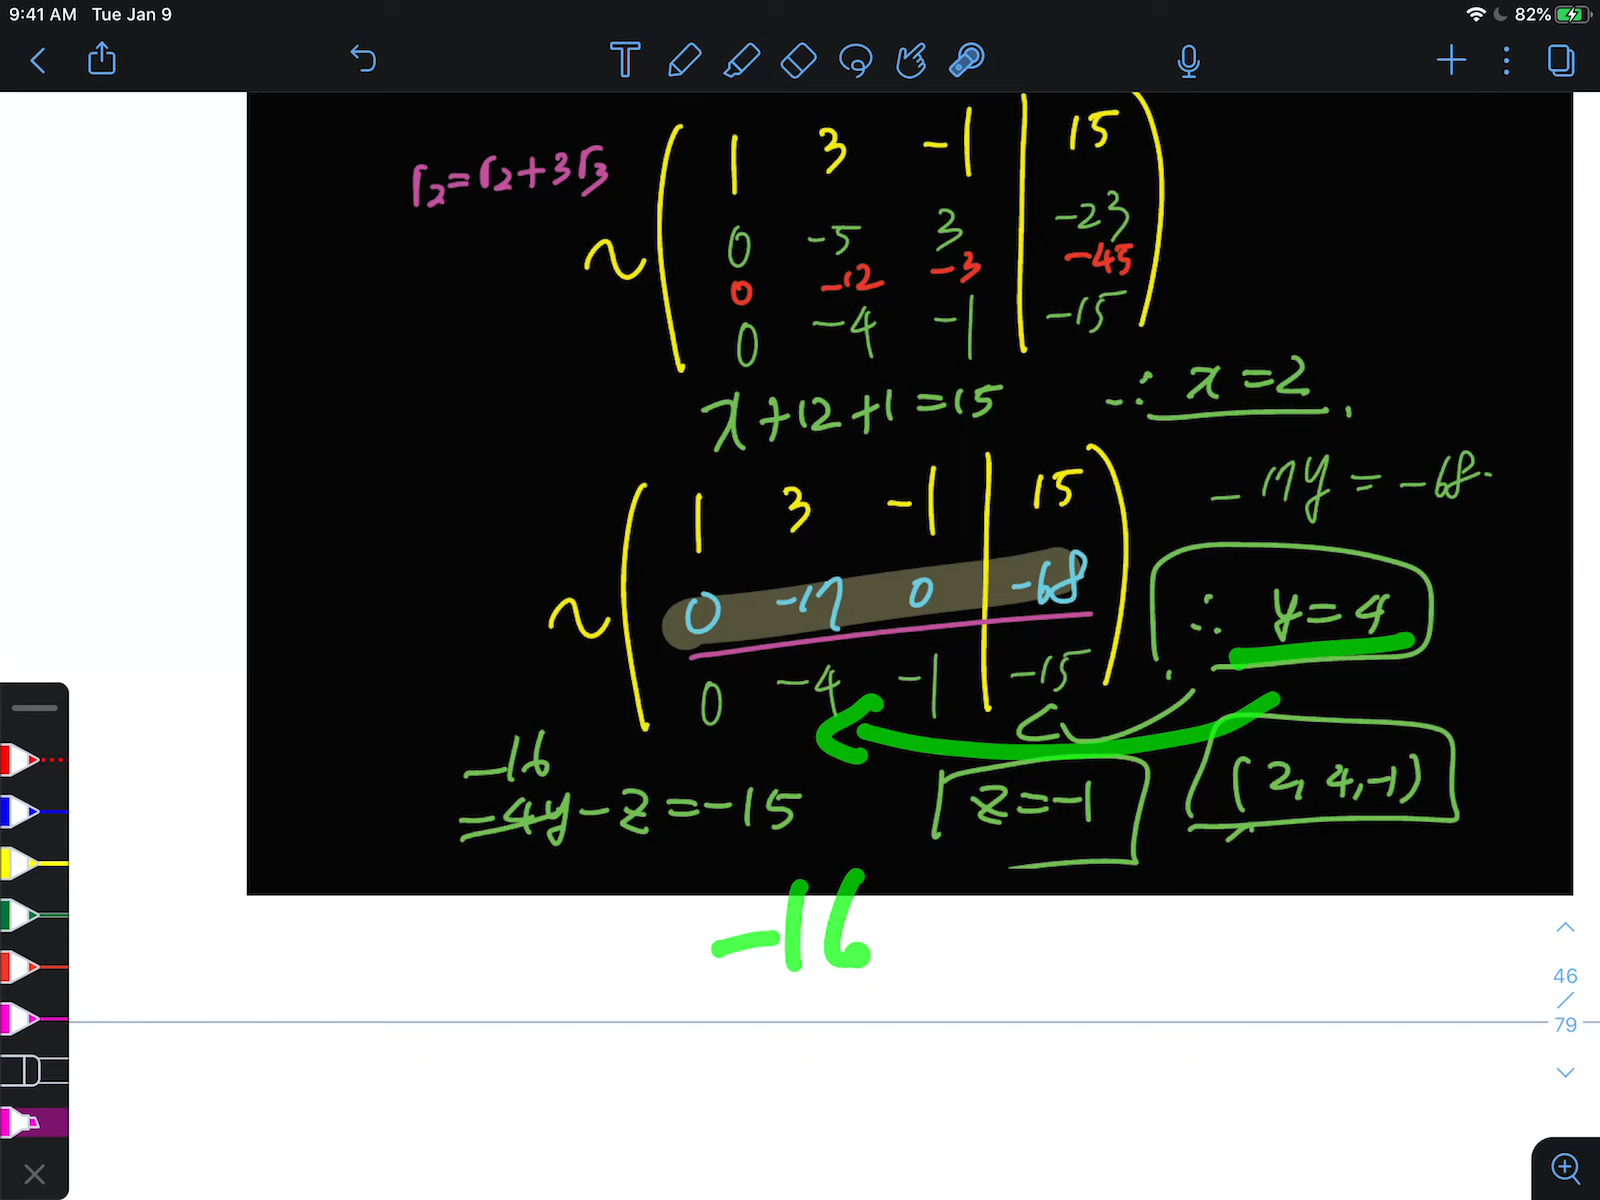 9:41 AM Tue Jan 9
82%
T
r2=r2+3r3
1 3 -1 | 15
0 -5 3 | -23
0 -12 -3 -45
~
0 -4 -1 | -15
x+12+1=15 ∴ x=2.
-17y=-68.
1 3 -1 | 15
~
0 -17 0 | -68
∴ y=4
0 -4 -1 | -15
-16
-4y-z=-15
z=-1
(2,4,-1)
-16
46
/
79